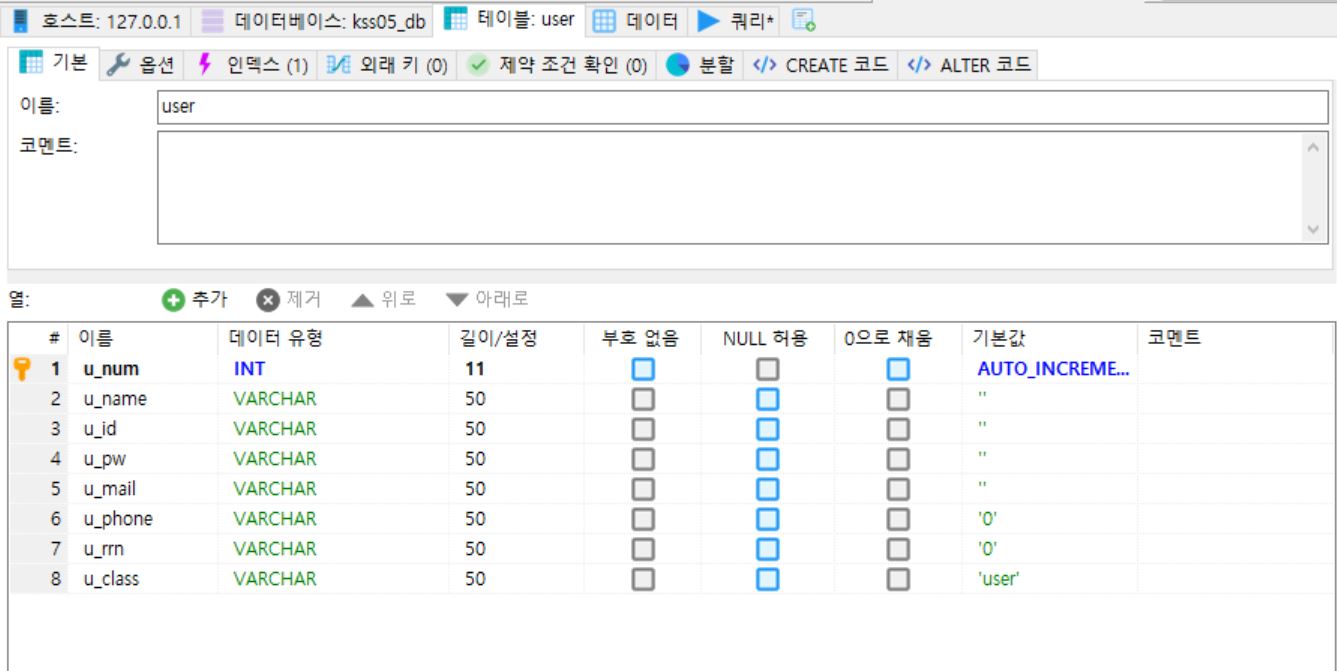 호스트: 127.0.0.1 데이터베이스: kss05_db 테이블: user 데이터 쿼리*
기본 옵션 인덱스 (1) 외래 키 (0) 제약 조건 확인 (0) 분할 </> CREATE 코드 </> ALTER 코드
이름: user
코멘트:
열: 추가 제거 위로 아래로
# 이름 데이터 유형 길이/설정 부호 없음 NULL 허용 0으로 채움 기본값 코멘트
1 u_num INT 11 AUTO_INCREME...
2 u_name VARCHAR 50 ''
3 u_id VARCHAR 50 ''
4 u_pw VARCHAR 50 ''
5 u_mail VARCHAR 50 ''
6 u_phone VARCHAR 50 '0'
7 u_rrn VARCHAR 50 '0'
8 u_class VARCHAR 50 'user'